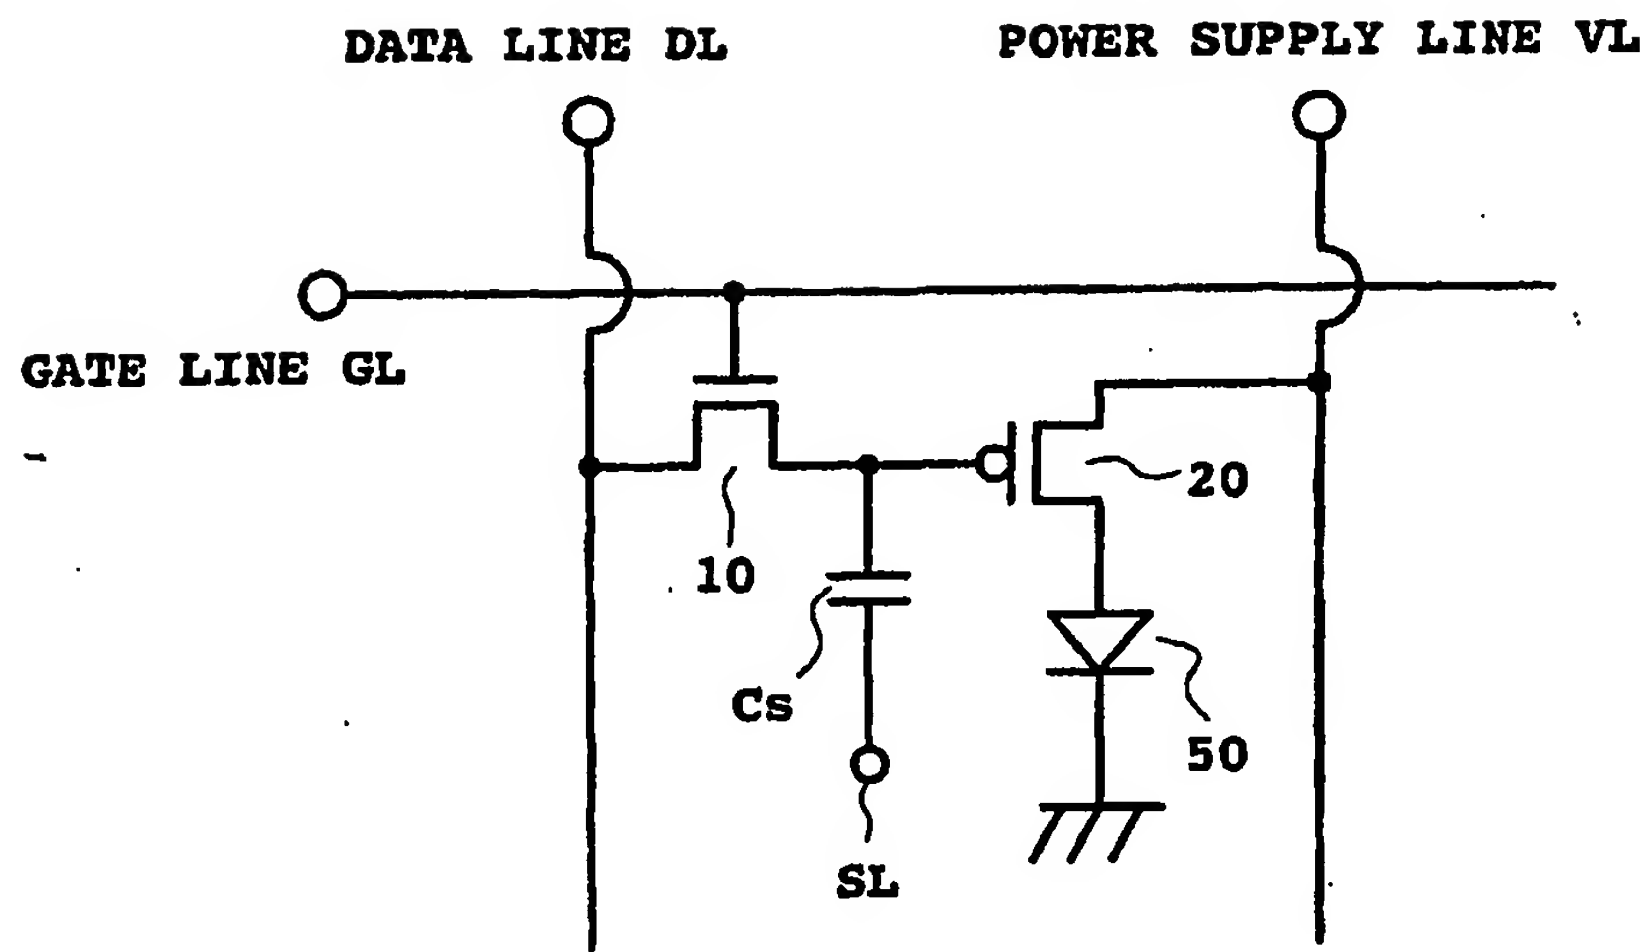 DATA LINE DL
POWER SUPPLY LINE VL
GATE LINE GL
20
10
Cs
50
SL